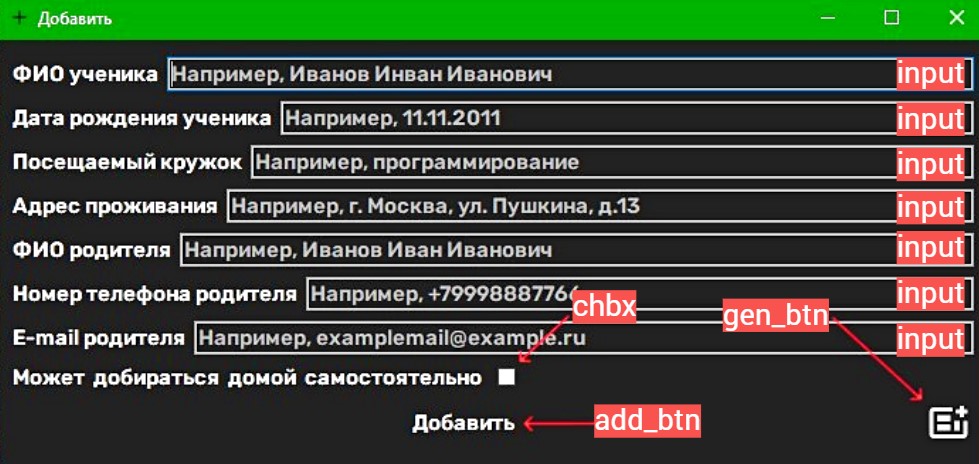 Добавить
ФИО ученика Например, Иванов Инван Иванович input
Дата рождения ученика Например, 11.11.2011 input
Посещаемый кружок Например, программирование input
Адрес проживания Например, г. Москва, ул. Пушкина, д.13 input
ФИО родителя Например, Иванов Иван Иванович input
Номер телефона родителя Например, +79998887766 input
chbx gen_btn
E-mail родителя Например, examplemail@example.ru input
Может добираться домой самостоятельно
Добавить add_btn